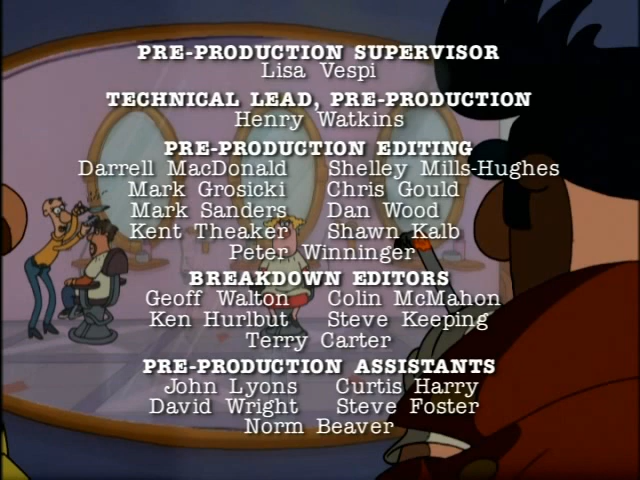 PRE-PRODUCTION SUPERVISOR
Lisa Vespi
TECHNICAL LEAD, PRE-PRODUCTION
Henry Watkins
PRE-PRODUCTION EDITING
Darrell MacDonald Shelley Mills-Hughes
Mark Grosicki Chris Gould
Mark Sanders Dan Wood
Kent Theaker Shawn Kalb
Peter Winninger
BREAKDOWN EDITORS
Geoff Walton Colin McMahon
Ken Hurlbut Steve Keeping
Terry Carter
PRE-PRODUCTION ASSISTANTS
John Lyons Curtis Harry
David Wright Steve Foster
Norm Beaver